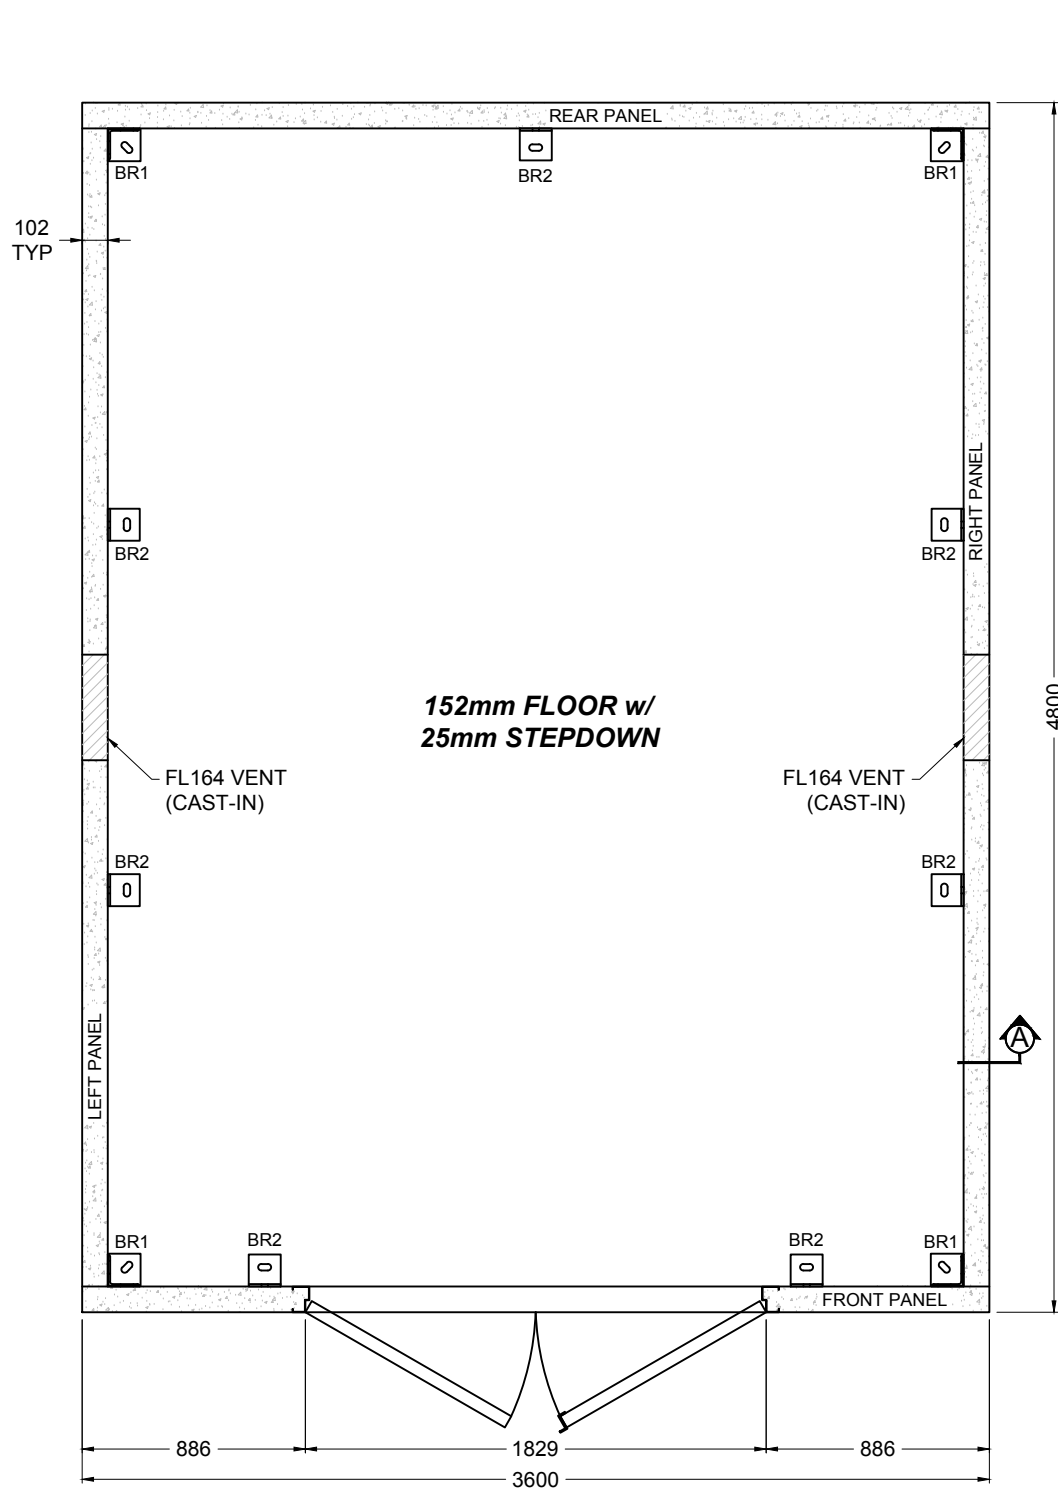 REAR PANEL
BR1
BR2
BR1
102
TYP
RIGHT PANEL
BR2
BR2
152mm FLOOR w/
25mm STEPDOWN
4800
FL164 VENT
(CAST-IN)
FL164 VENT
(CAST-IN)
BR2
BR2
LEFT PANEL
A
BR1
BR2
BR2
BR1
FRONT PANEL
886
1829
886
3600